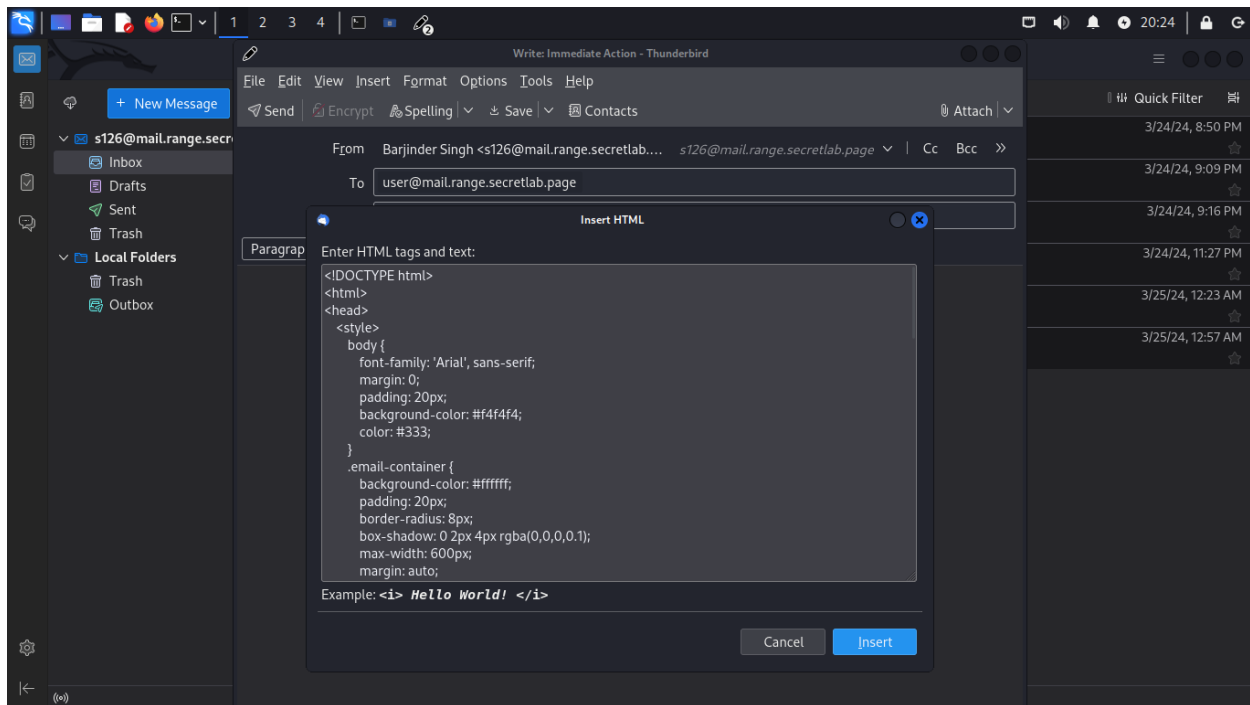 1 2 3 4 20:24
Write: Immediate Action - Thunderbird
File Edit View Insert Format Options Tools Help
+ New Message
Send Encrypt Spelling Save Contacts Attach
Quick Filter
s126@mail.range.secr
Inbox
Drafts
Sent
Trash
Local Folders
Trash
Outbox
From Barjinder Singh <s126@mail.range.secretlab.... s126@mail.range.secretlab.page Cc Bcc
To user@mail.range.secretlab.page
Paragrap
3/24/24, 8:50 PM
3/24/24, 9:09 PM
3/24/24, 9:16 PM
3/24/24, 11:27 PM
3/25/24, 12:23 AM
3/25/24, 12:57 AM
Insert HTML
Enter HTML tags and text:
<!DOCTYPE html>
<html>
<head>
<style>
body {
font-family: 'Arial', sans-serif;
margin: 0;
padding: 20px;
background-color: #f4f4f4;
color: #333;
}
.email-container {
background-color: #ffffff;
padding: 20px;
border-radius: 8px;
box-shadow: 0 2px 4px rgba(0,0,0,0.1);
max-width: 600px;
margin: auto;
Example: <i> Hello World! </i>
Cancel Insert